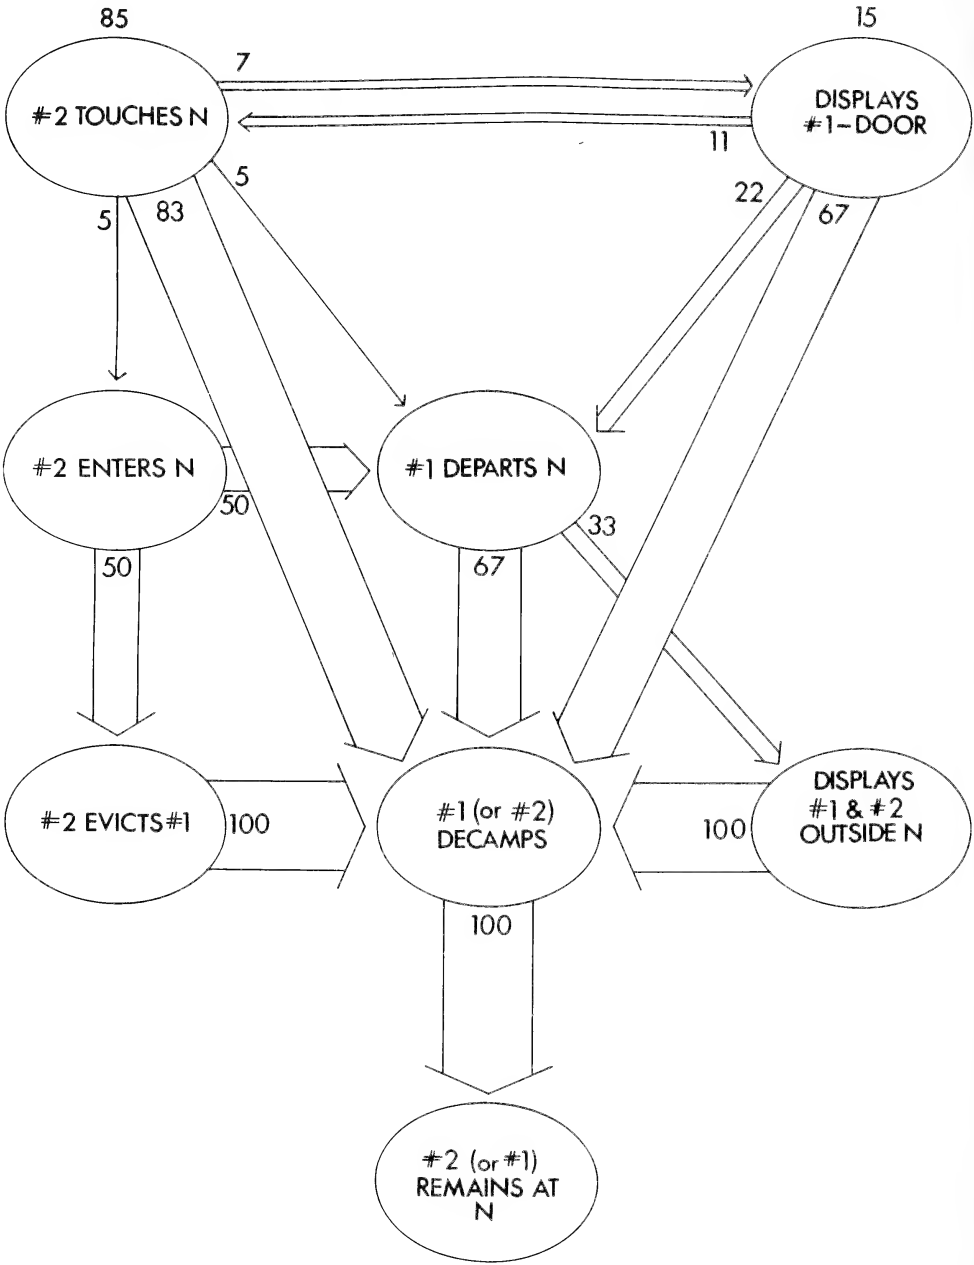 85
15
7
#2 TOUCHES N
DISPLAYS
#1-DOOR
11
5
22
5
83
67
#2 ENTERS N
#1 DEPARTS N
50
33
50
67
#2 EVICTS #1
100
#1 (or #2)
DECAMPS
100
DISPLAYS
#1 & #2
OUTSIDE N
100
#2 (or #1)
REMAINS AT
N